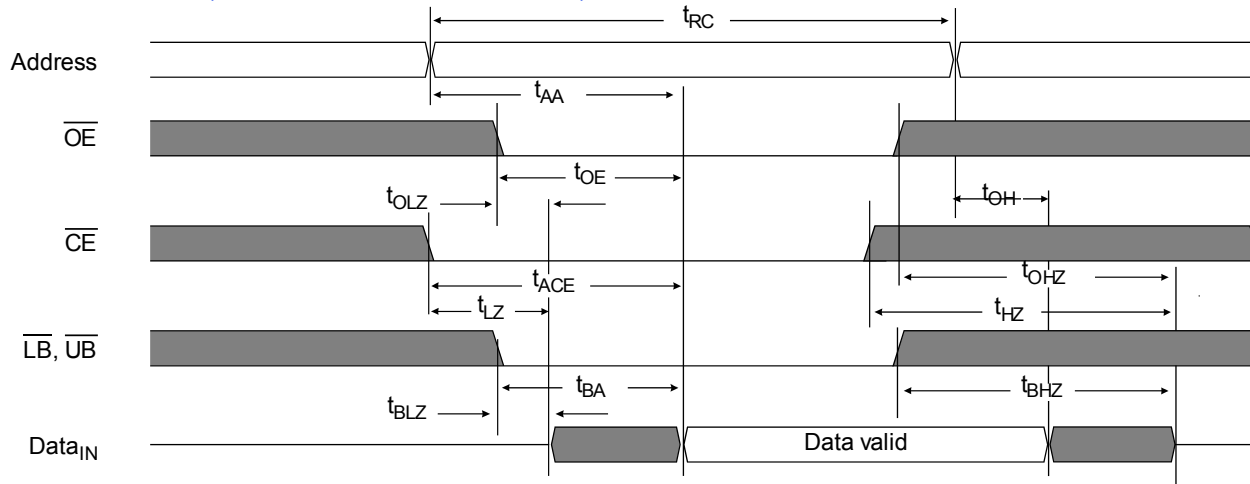 tRC
Address
tAA
OE
tOE
tOLZ
tOH
CE
tACE
tOHZ
tLZ
tHZ
LB, UB
tBA
tBHZ
tBLZ
DataIN
Data valid